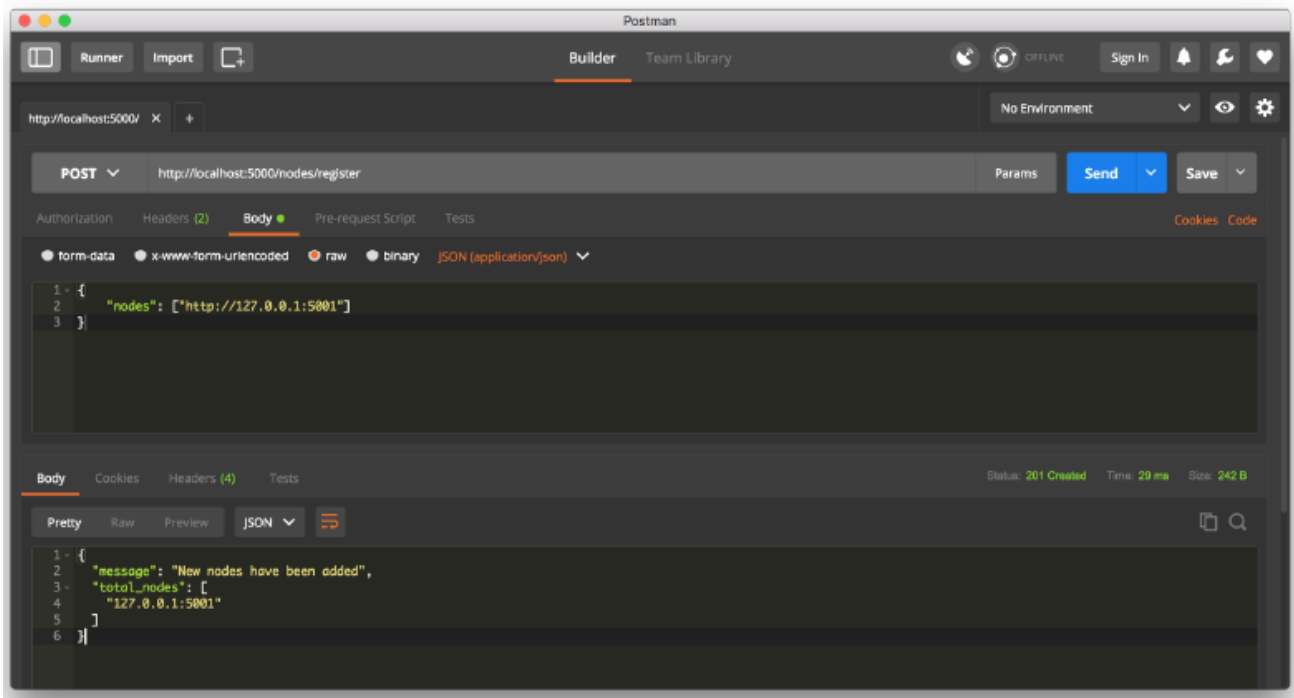 Postman
Runner Import Builder Team Library OFFLINE Sign In
http://localhost:5000/ × + No Environment
POST http://localhost:5000/nodes/register Params Send Save
Authorization Headers (2) Body Pre-request Script Tests Cookies Code
form-data x-www-form-urlencoded raw binary JSON (application/json)
1 {
2 "nodes": ["http://127.0.0.1:5001"]
3 }
Body Cookies Headers (4) Tests Status: 201 Created Time: 29 ms Size: 242 B
Pretty Raw Preview JSON
1 {
2 "message": "New nodes have been added",
3 "total_nodes": [
4 "127.0.0.1:5001"
5 ]
6 }